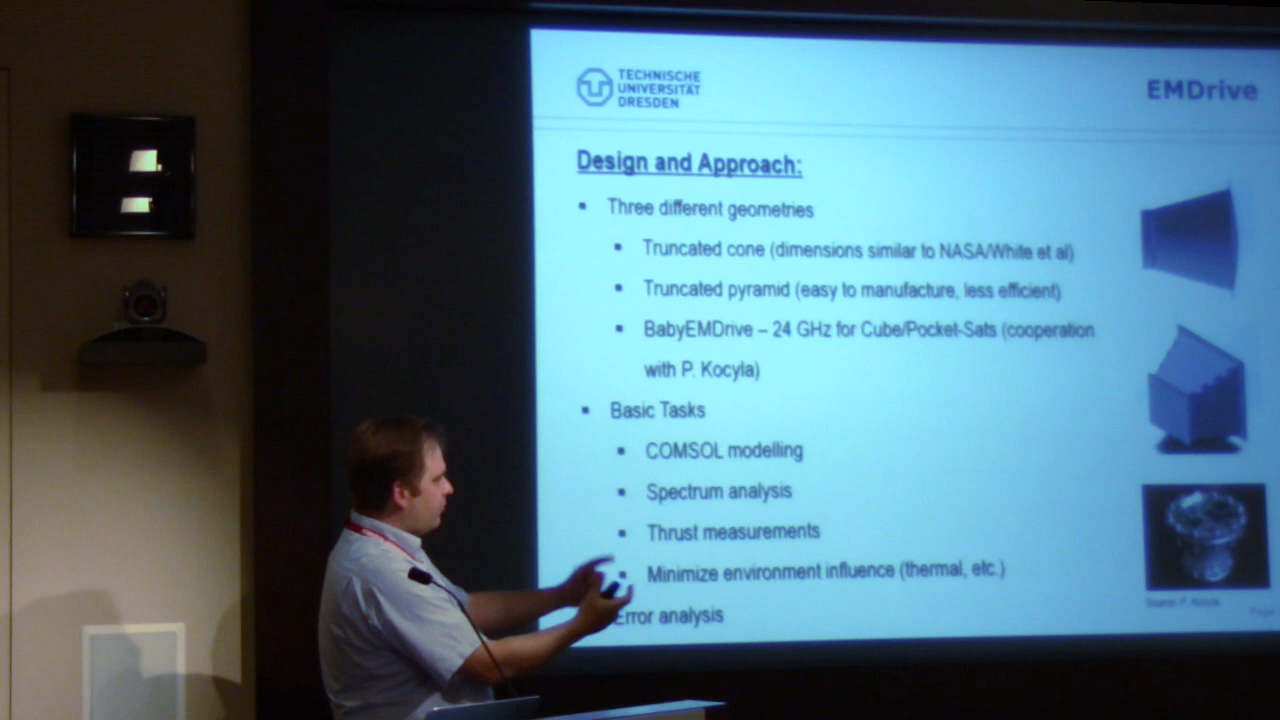 TECHNISCHE
UNIVERSITÄT
DRESDEN
EMDrive
Design and Approach:
▪ Three different geometries
▪ Truncated cone (dimensions similar to NASA/White et al)
▪ Truncated pyramid (easy to manufacture, less efficient)
▪ BabyEMDrive – 24 GHz for Cube/Pocket-Sats (cooperation
with P. Kocyla)
▪ Basic Tasks
▪ COMSOL modelling
▪ Spectrum analysis
▪ Thrust measurements
▪ Minimize environment influence (thermal, etc.)
Error analysis
Source: P. Kocyla